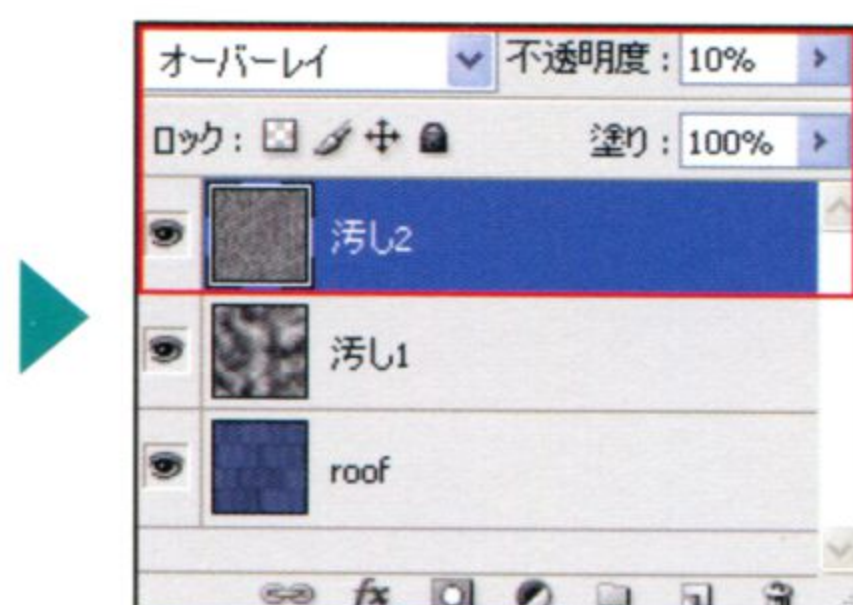 オーバーレイ 不透明度 : 10%
ロック : 塗り : 100%
汚し2
汚し1
roof
fx